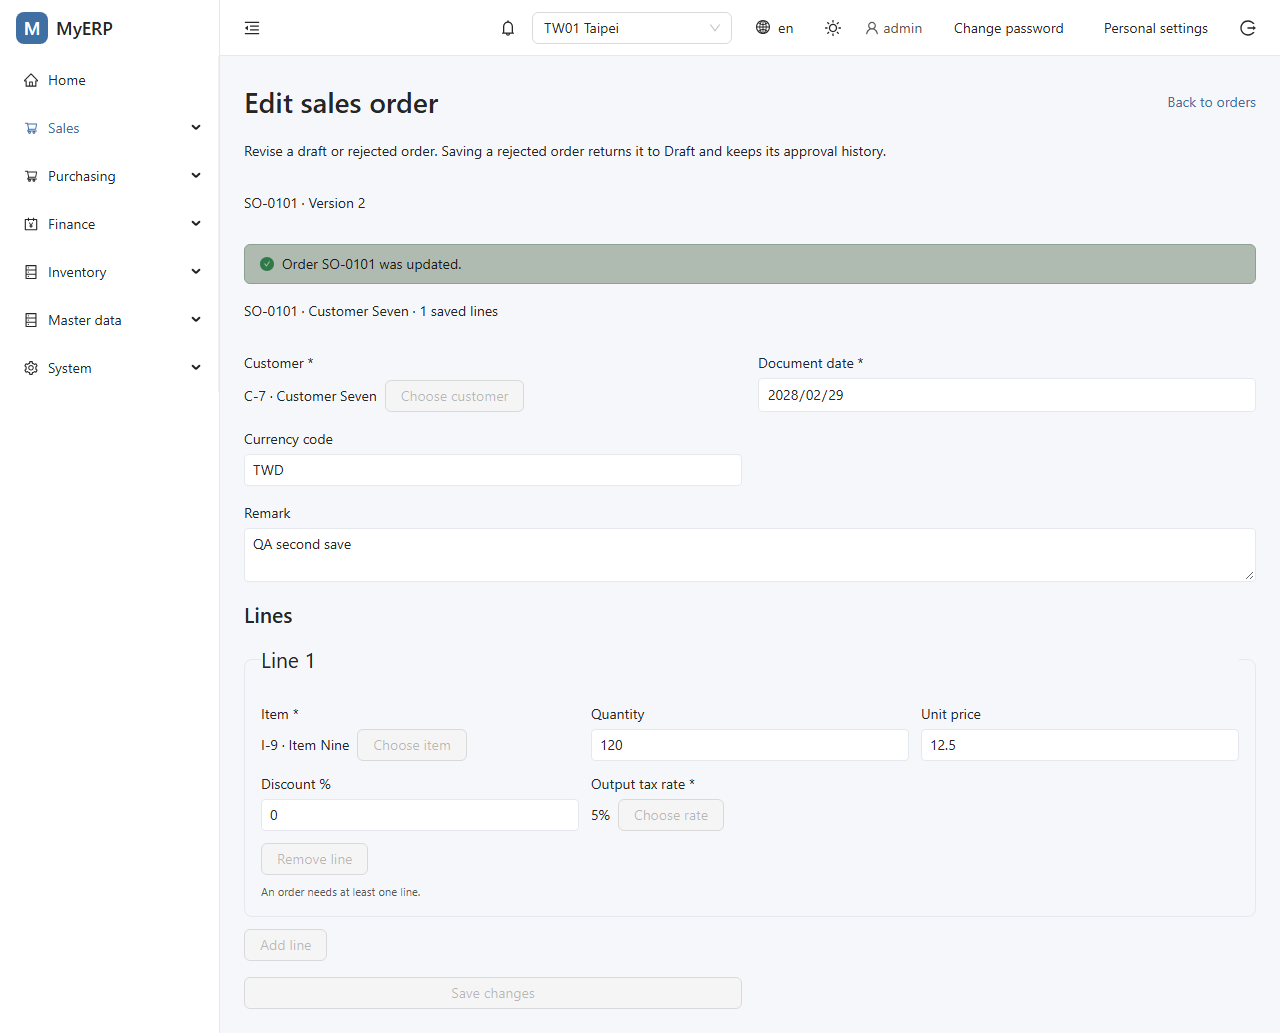 M MyERP
TW01 Taipei
en
admin
Change password
Personal settings
Home
Sales
Purchasing
Finance
Inventory
Master data
System
Edit sales order
Back to orders
Revise a draft or rejected order. Saving a rejected order returns it to Draft and keeps its approval history.
SO-0101 · Version 2
Order SO-0101 was updated.
SO-0101 · Customer Seven · 1 saved lines
Customer *
C-7 · Customer Seven
Choose customer
Document date *
2028/02/29
Currency code
TWD
Remark
QA second save
Lines
Line 1
Item *
I-9 · Item Nine
Choose item
Quantity
120
Unit price
12.5
Discount %
0
Output tax rate *
5%
Choose rate
Remove line
An order needs at least one line.
Add line
Save changes